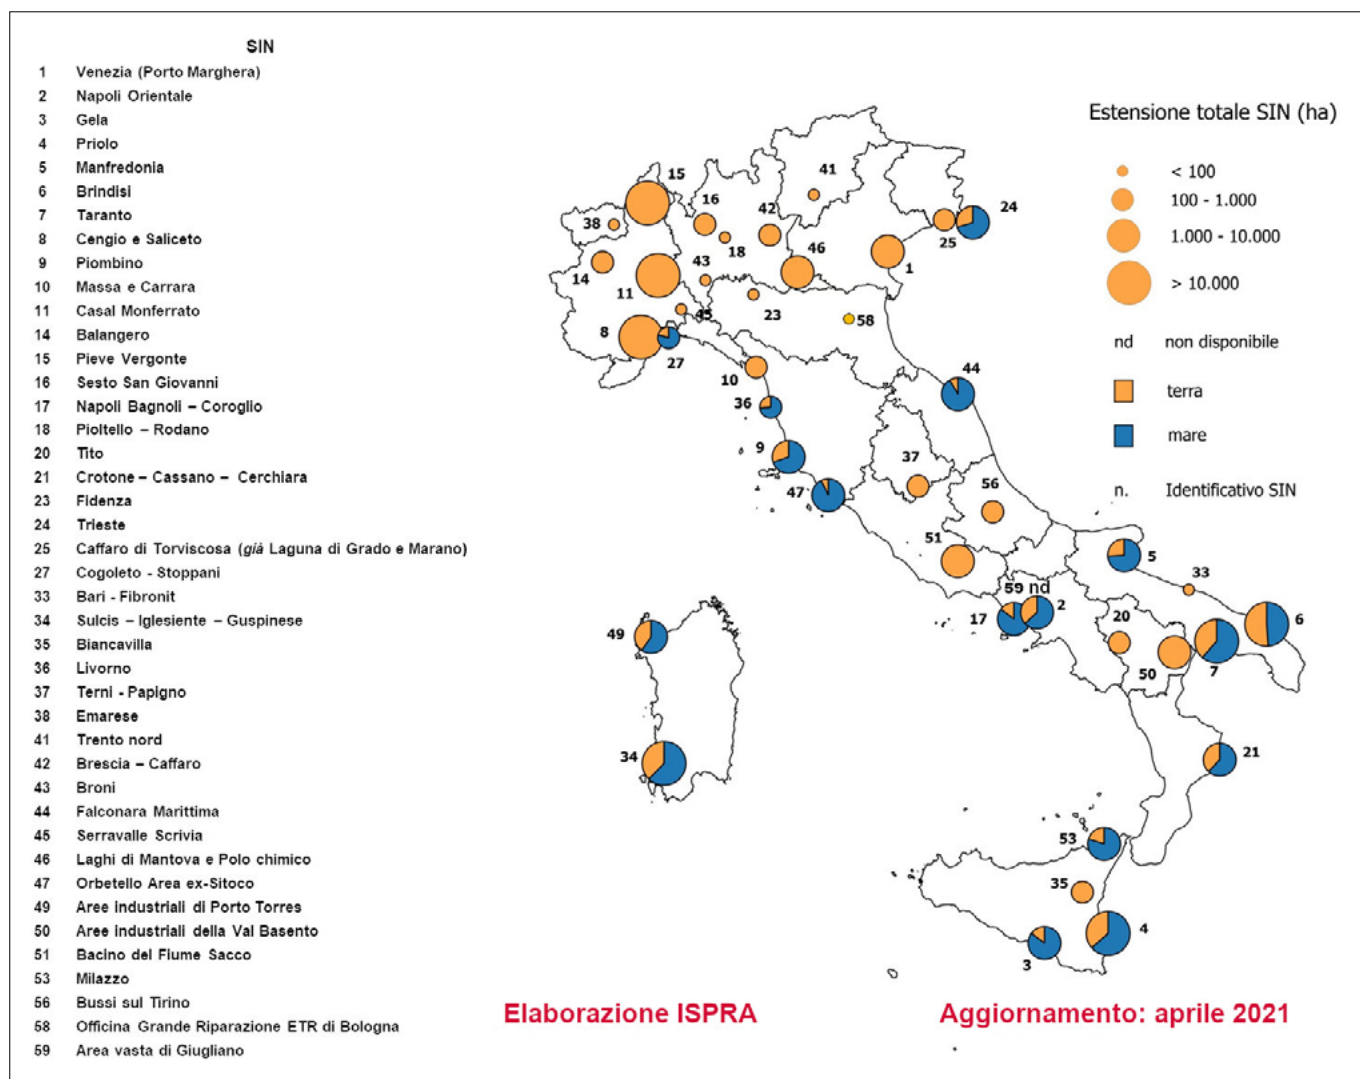 SIN
1 Venezia (Porto Marghera)
2 Napoli Orientale
3 Gela
4 Priolo
5 Manfredonia
6 Brindisi
7 Taranto
8 Cengio e Saliceto
9 Piombino
10 Massa e Carrara
11 Casal Monferrato
14 Balangero
15 Pieve Vergonte
16 Sesto San Giovanni
17 Napoli Bagnoli – Coroglio
18 Pioltello – Rodano
20 Tito
21 Crotone – Cassano – Cerchiara
23 Fidenza
24 Trieste
25 Caffaro di Torviscosa (già Laguna di Grado e Marano)
27 Cogoleto - Stoppani
33 Bari - Fibronit
34 Sulcis – Iglesiente – Guspinese
35 Biancavilla
36 Livorno
37 Terni - Papigno
38 Emarese
41 Trento nord
42 Brescia – Caffaro
43 Broni
44 Falconara Marittima
45 Serravalle Scrivia
46 Laghi di Mantova e Polo chimico
47 Orbetello Area ex-Sitoco
49 Aree industriali di Porto Torres
50 Aree industriali della Val Basento
51 Bacino del Fiume Sacco
53 Milazzo
56 Bussi sul Tirino
58 Officina Grande Riparazione ETR di Bologna
59 Area vasta di Giugliano
Estensione totale SIN (ha)
< 100
100 - 1.000
1.000 - 10.000
> 10.000
nd non disponibile
terra
mare
n. Identificativo SIN
15
41
16
42
24
38
46
25
18
14
43
1
11
45
23
58
8
27
10
44
36
9
37
47
56
51
5
33
59 nd
2
17
20
6
49
50
7
34
21
53
35
4
3
Elaborazione ISPRA
Aggiornamento: aprile 2021